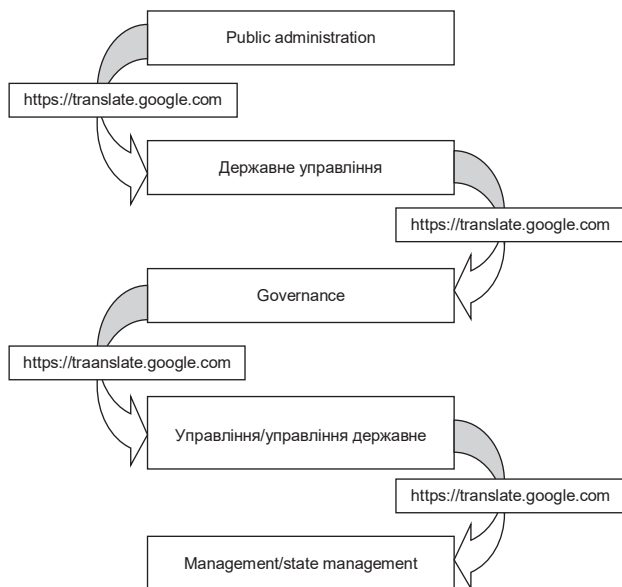 Public administration
https://translate.google.com
Державне управління
https://translate.google.com
Governance
https://traanslate.google.com
Управління/управління державне
https://translate.google.com
Management/state management